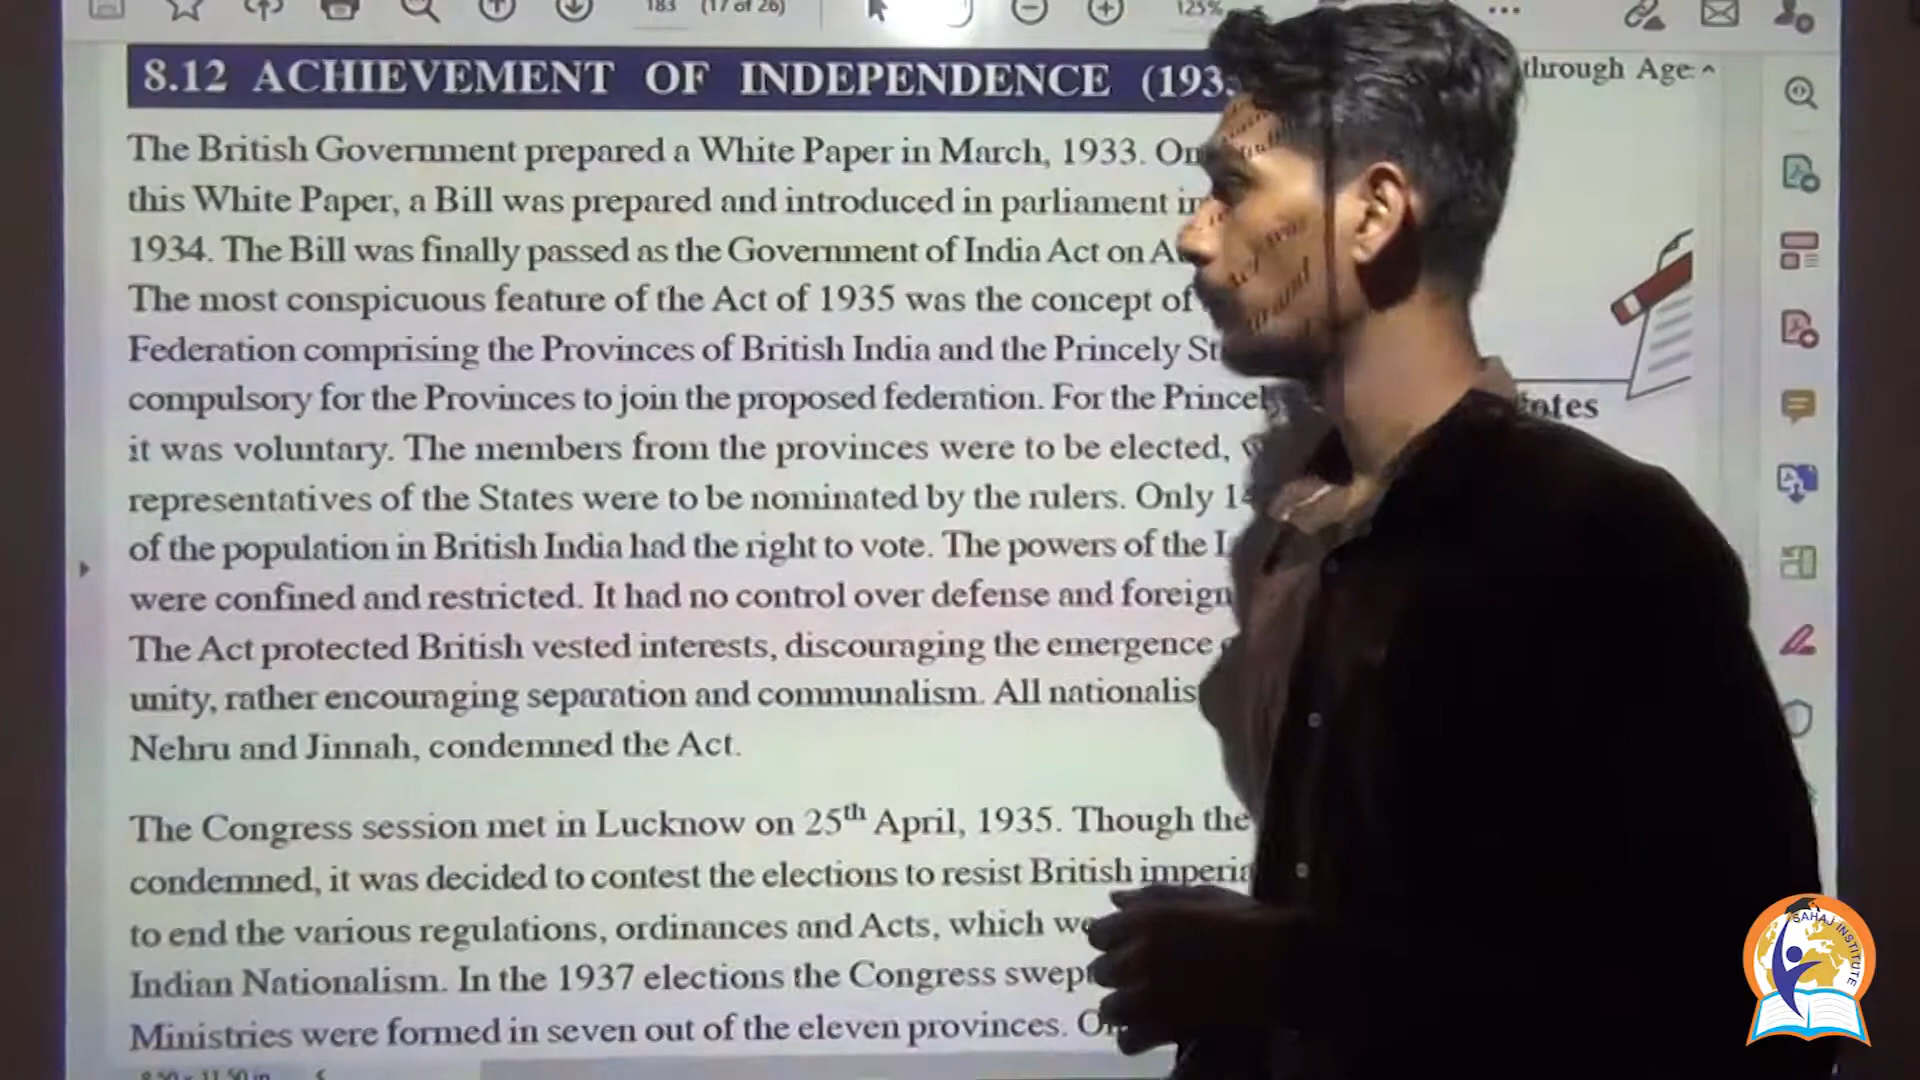 183 (17 of 26) 125%
8.12 ACHIEVEMENT OF INDEPENDENCE (193
through Age
The British Government prepared a White Paper in March, 1933. On
this White Paper, a Bill was prepared and introduced in parliament in
1934. The Bill was finally passed as the Government of India Act on
The most conspicuous feature of the Act of 1935 was the concept of
Federation comprising the Provinces of British India and the Princely
compulsory for the Provinces to join the proposed federation. For the Princely
it was voluntary. The members from the provinces were to be elected,
representatives of the States were to be nominated by the rulers. Only
of the population in British India had the right to vote. The powers of the
were confined and restricted. It had no control over defense and foreign
The Act protected British vested interests, discouraging the emergence
unity, rather encouraging separation and communalism. All nationalis
Nehru and Jinnah, condemned the Act.
The Congress session met in Lucknow on 25th April, 1935. Though the
condemned, it was decided to contest the elections to resist British imperia
to end the various regulations, ordinances and Acts, which
Indian Nationalism. In the 1937 elections the Congress swept
Ministries were formed in seven out of the eleven provinces.
otes
SAHAJ INSTITUTE